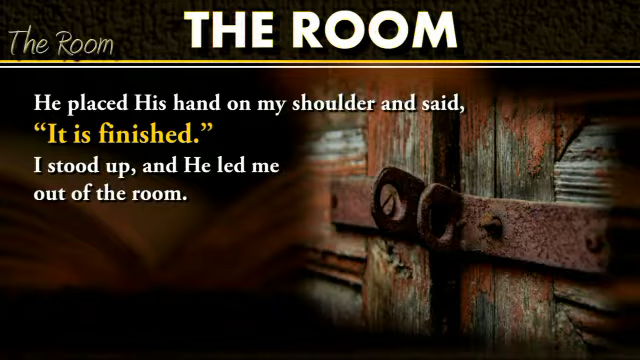 THE ROOM
The Room
He placed His hand on my shoulder and said,
“It is finished.”
I stood up, and He led me
out of the room.